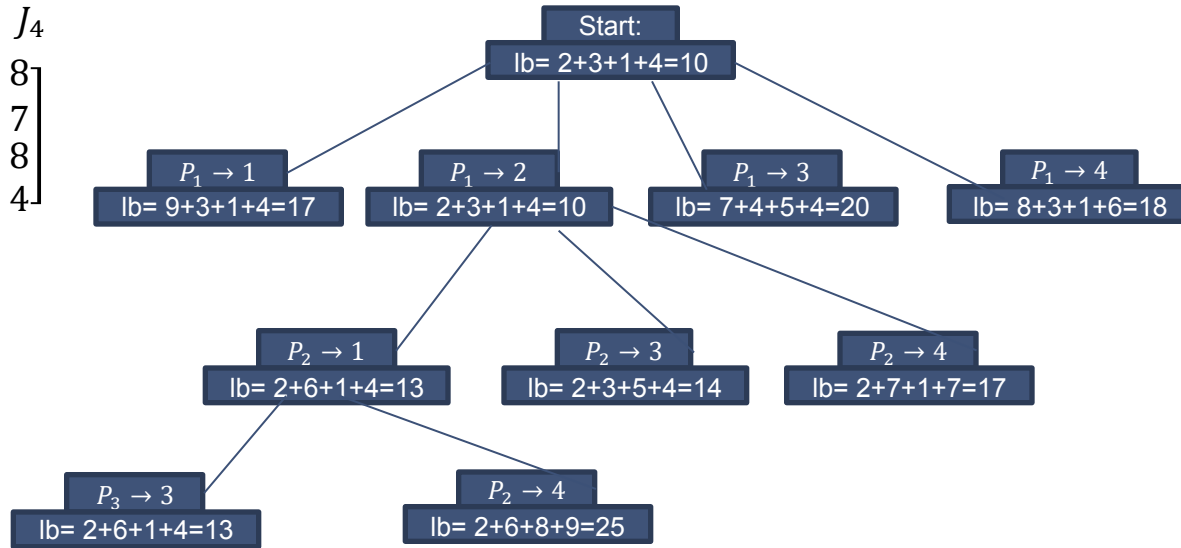 J₄
8
7
8
4
Start:
lb= 2+3+1+4=10
P₁ → 1
lb= 9+3+1+4=17
P₁ → 2
lb= 2+3+1+4=10
P₁ → 3
lb= 7+4+5+4=20
P₁ → 4
lb= 8+3+1+6=18
P₂ → 1
lb= 2+6+1+4=13
P₂ → 3
lb= 2+3+5+4=14
P₂ → 4
lb= 2+7+1+7=17
P₃ → 3
lb= 2+6+1+4=13
P₂ → 4
lb= 2+6+8+9=25